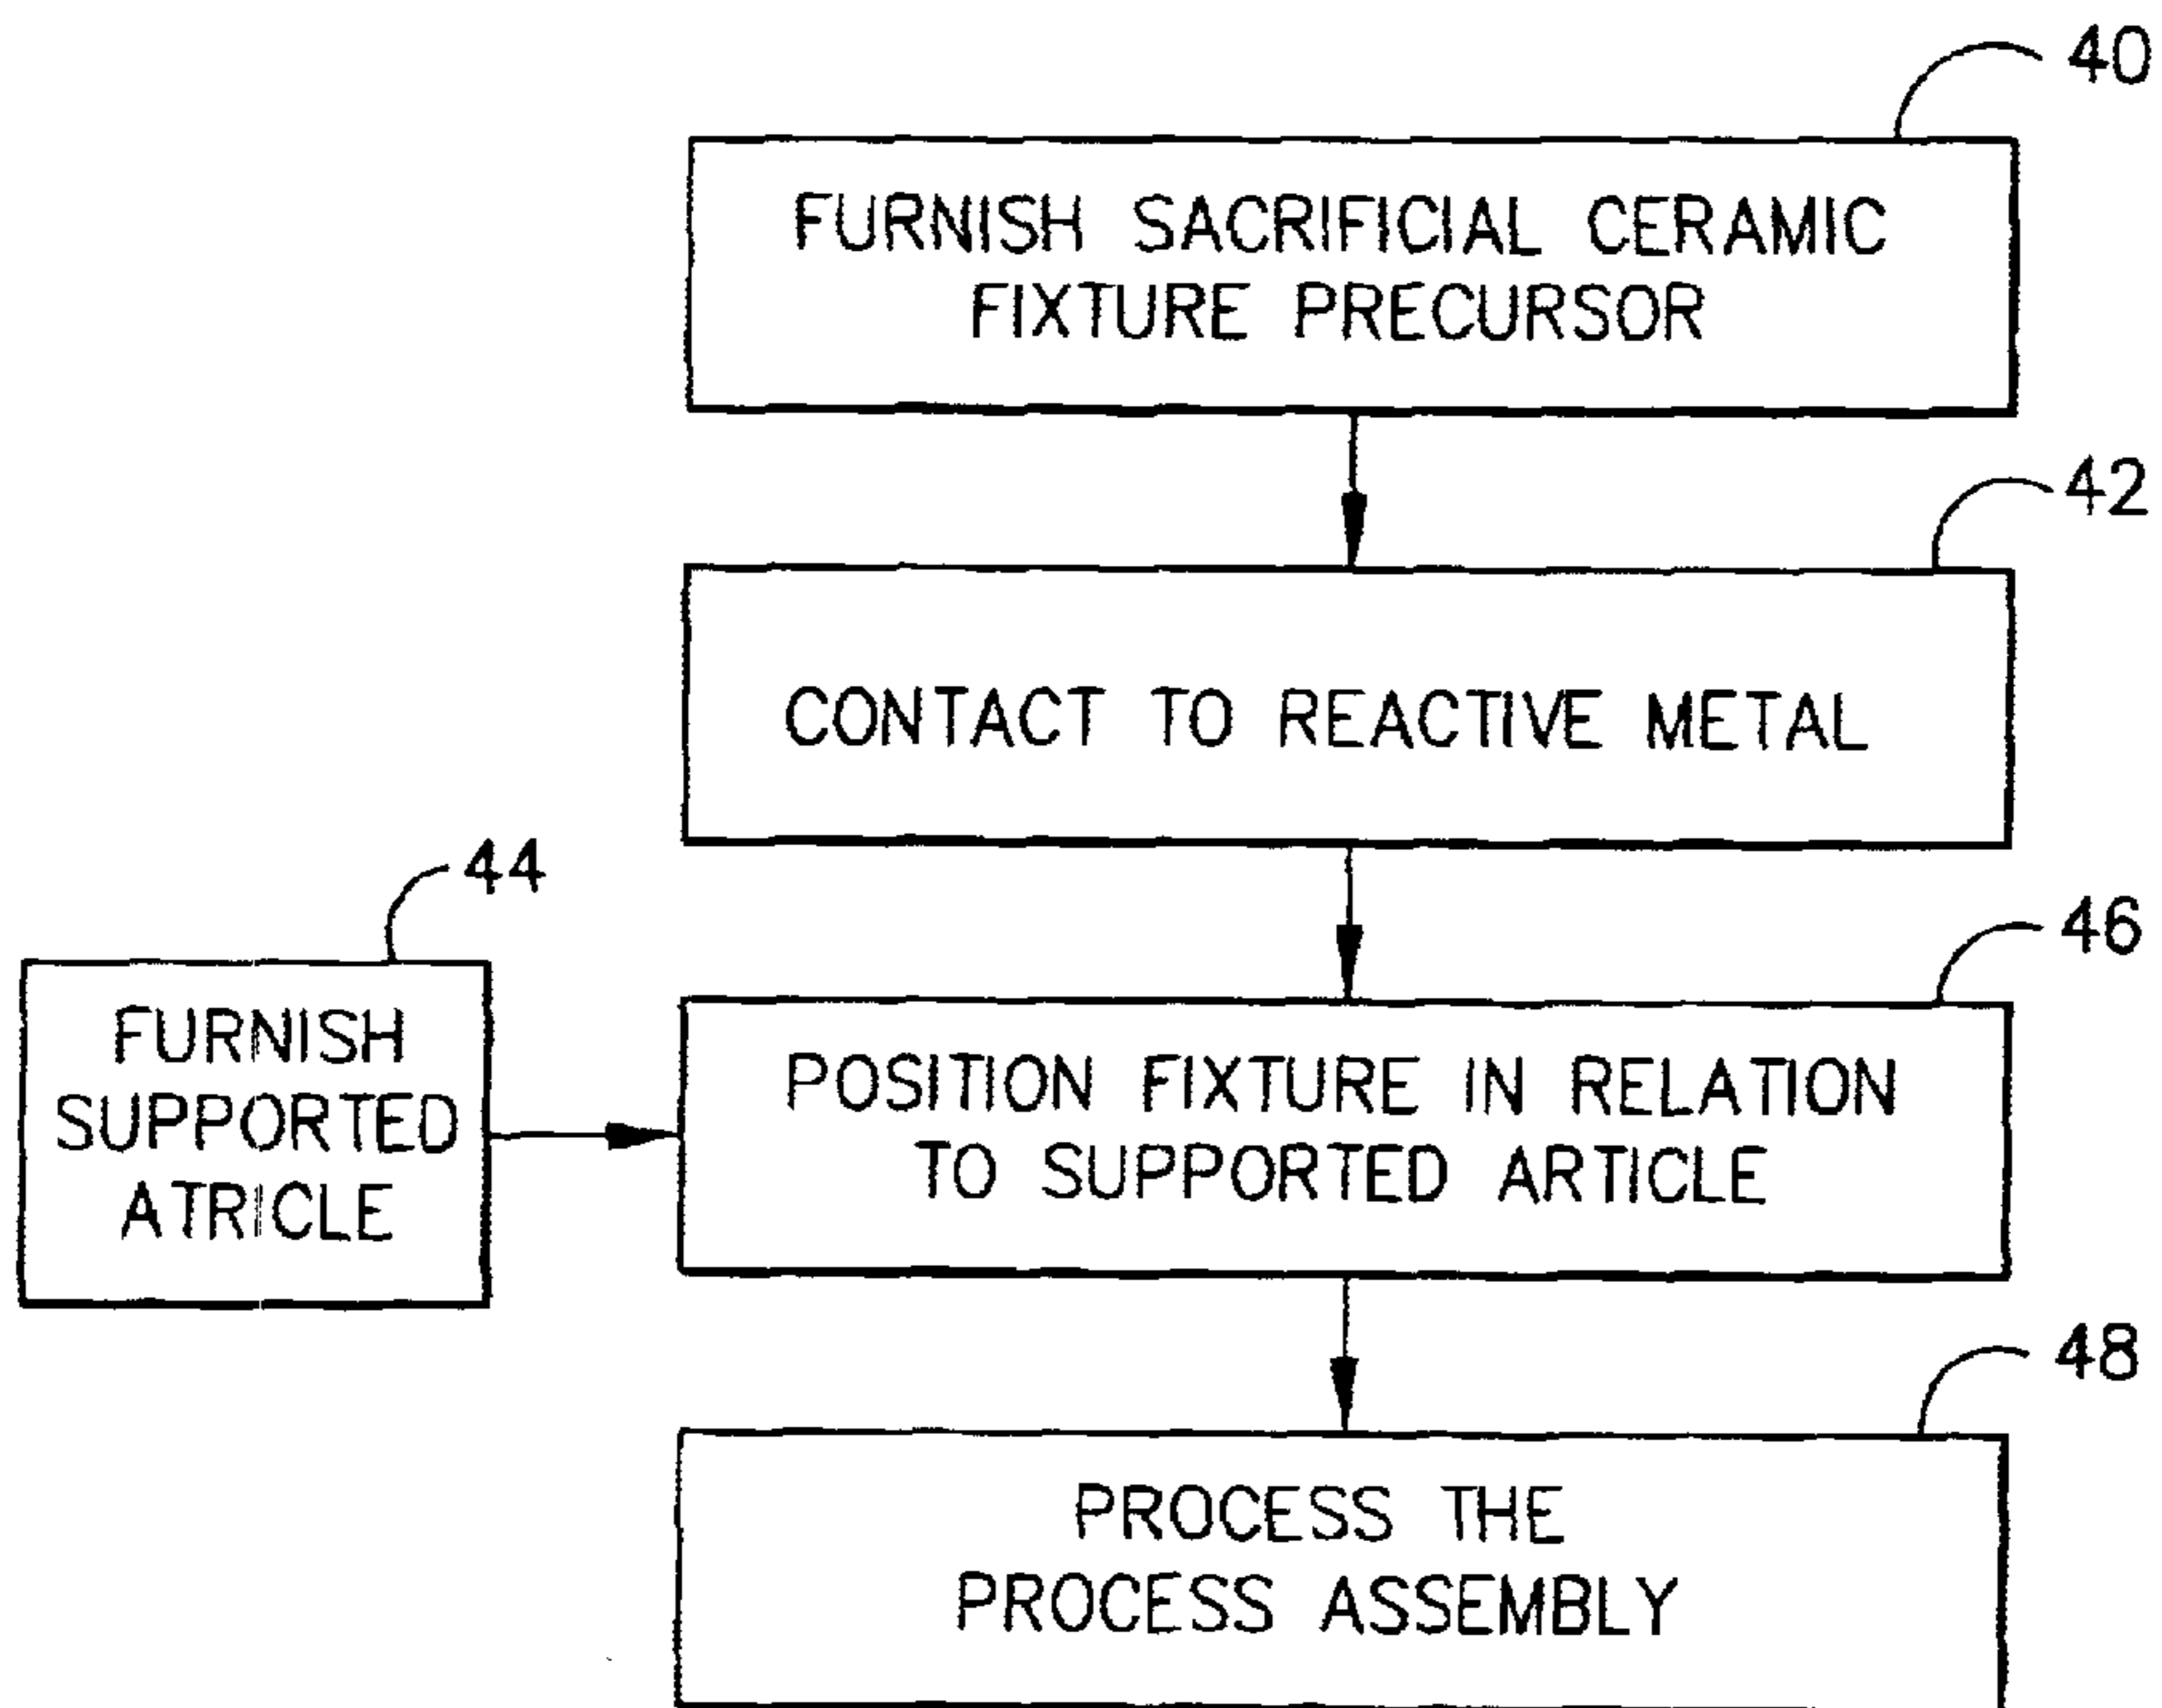 40
FURNISH SACRIFICIAL CERAMIC
FIXTURE PRECURSOR
42
CONTACT TO REACTIVE METAL
44
FURNISH
SUPPORTED
ATRICLE
46
POSITION FIXTURE IN RELATION
TO SUPPORTED ARTICLE
48
PROCESS THE
PROCESS ASSEMBLY